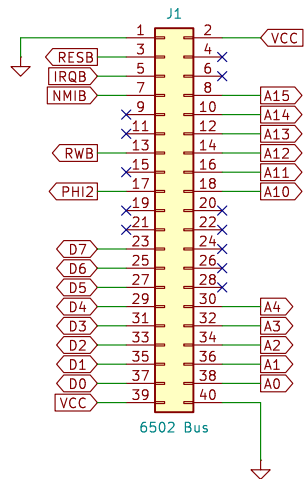 J1
1 2 VCC
RESB 3 4
IRQB 5 6
NMIB 7 8 A15
9 10 A14
11 12 A13
RWB 13 14 A12
15 16 A11
PHI2 17 18 A10
19 20
21 22
D7 23 24
D6 25 26
D5 27 28
D4 29 30 A4
D3 31 32 A3
D2 33 34 A2
D1 35 36 A1
D0 37 38 A0
VCC 39 40
6502 Bus